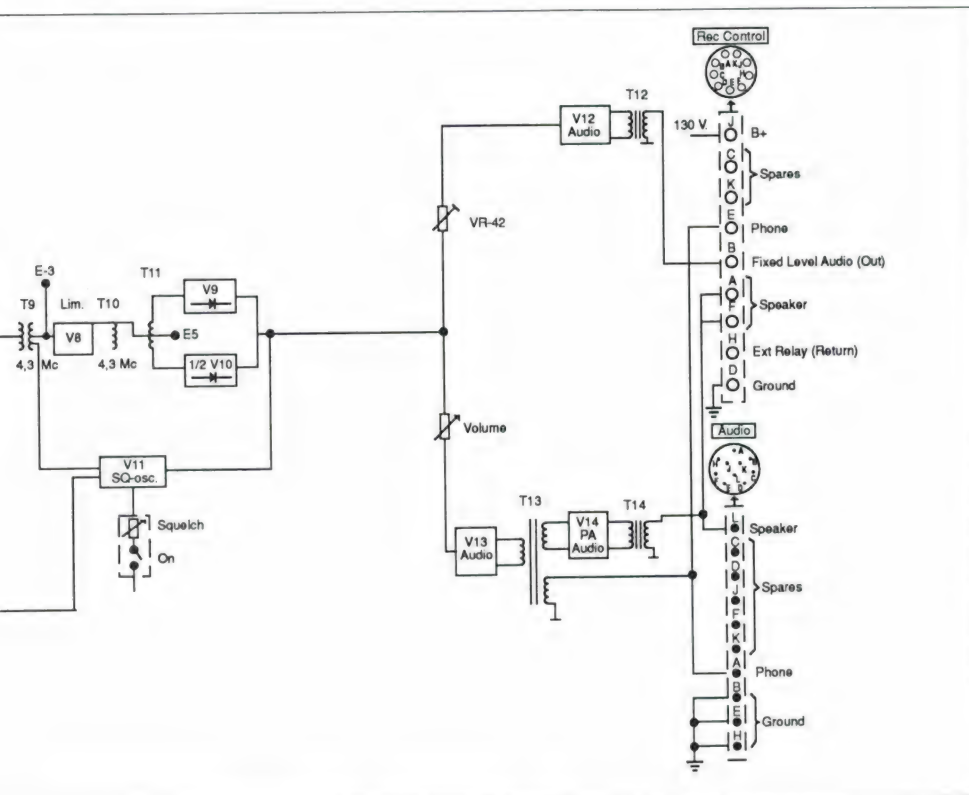 Rec Control
B A K J
C H
D E F
T12
V12
Audio
130 V.
J
B+
C
Spares
K
E
Phone
B
Fixed Level Audio (Out)
A
Speaker
F
H
Ext Relay (Return)
D
Ground
VR-42
E-3
T9
Lim.
T10
T11
V9
V8
E5
1/2 V10
4,3 Mc
4,3 Mc
V11
SQ-osc.
Squelch
On
Volume
Audio
T13
T14
V13
Audio
V14
PA
Audio
L
Speaker
C
D
Spares
J
F
K
A
Phone
B
E
Ground
H